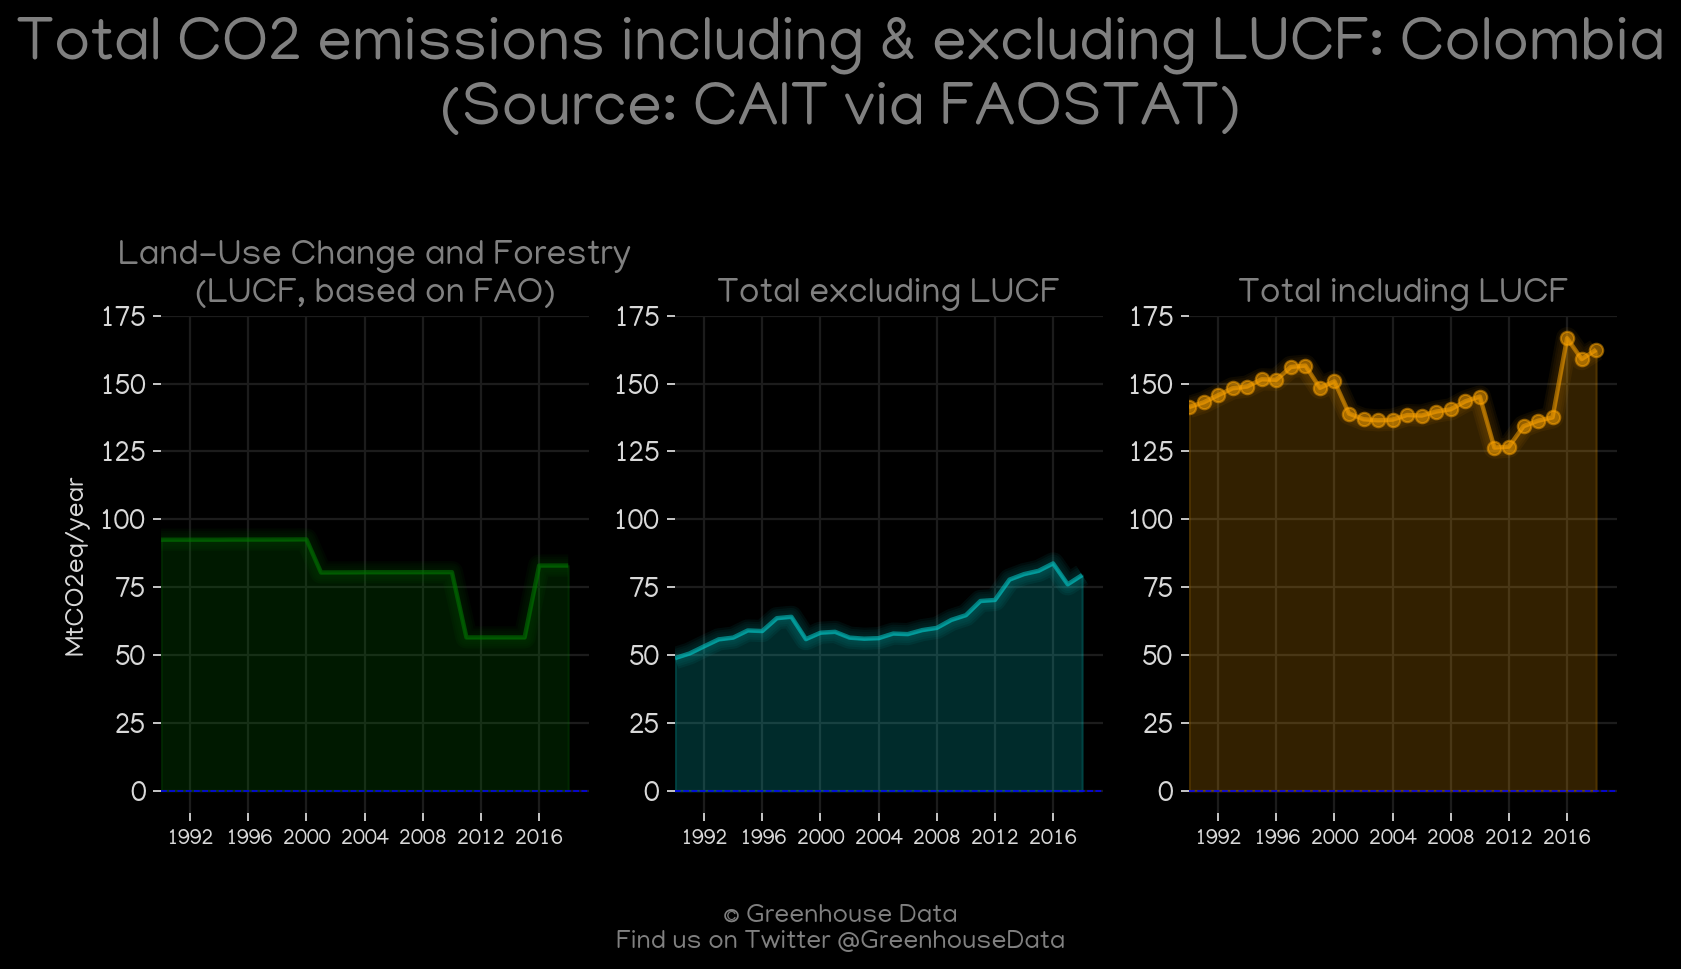 Total CO2 emissions including & excluding LUCF: Colombia
(Source: CAIT via FAOSTAT)
Land-Use Change and Forestry
(LUCF, based on FAO)
Total excluding LUCF
Total including LUCF
MtCO2eq/year
175
150
125
100
75
50
25
0
1992 1996 2000 2004 2008 2012 2016
175
150
125
100
75
50
25
0
1992 1996 2000 2004 2008 2012 2016
175
150
125
100
75
50
25
0
1992 1996 2000 2004 2008 2012 2016
© Greenhouse Data
Find us on Twitter @GreenhouseData